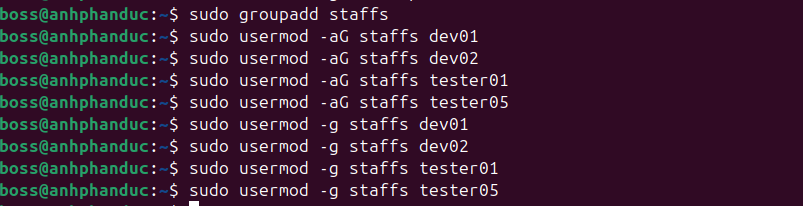 boss@anhphanduc:~$ sudo groupadd staffs
boss@anhphanduc:~$ sudo usermod -aG staffs dev01
boss@anhphanduc:~$ sudo usermod -aG staffs dev02
boss@anhphanduc:~$ sudo usermod -aG staffs tester01
boss@anhphanduc:~$ sudo usermod -aG staffs tester05
boss@anhphanduc:~$ sudo usermod -g staffs dev01
boss@anhphanduc:~$ sudo usermod -g staffs dev02
boss@anhphanduc:~$ sudo usermod -g staffs tester01
boss@anhphanduc:~$ sudo usermod -g staffs tester05